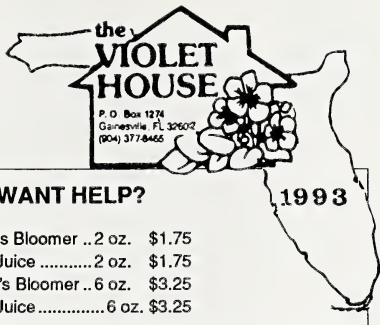 the
VIOLET
HOUSE
P. O. Box 1274
Gainesville, FL 32602
(904) 377-8465
1993
WANT HELP?
s Bloomer .. 2 oz. $1.75
Juice ........... 2 oz. $1.75
's Bloomer .. 6 oz. $3.25
Juice .............. 6 oz. $3.25